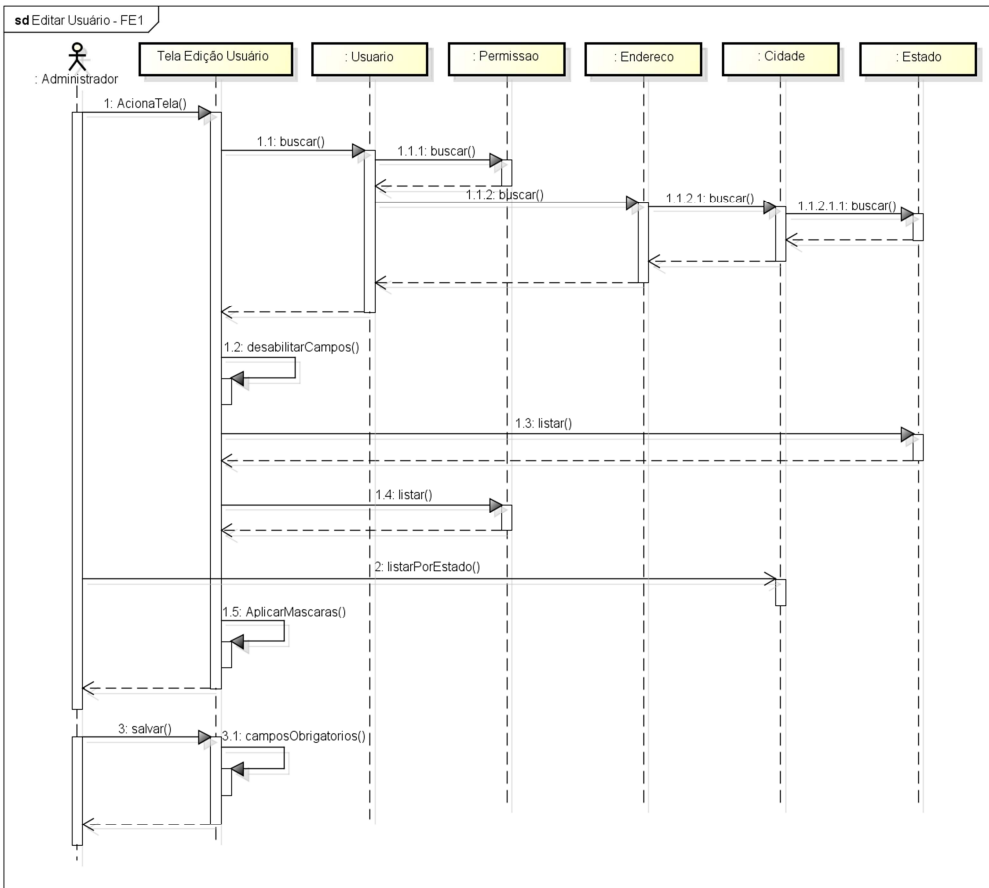 sd Editar Usuário - FE1
: Administrador
Tela Edição Usuário
: Usuario
: Permissao
: Endereco
: Cidade
: Estado
1: AcionaTela()
1.1: buscar()
1.1.1: buscar()
1.1.2: buscar()
1.1.2.1: buscar()
1.1.2.1.1: buscar()
1.2: desabilitarCampos()
1.3: listar()
1.4: listar()
2: listarPorEstado()
1.5: AplicarMascaras()
3: salvar()
3.1: camposObrigatorios()